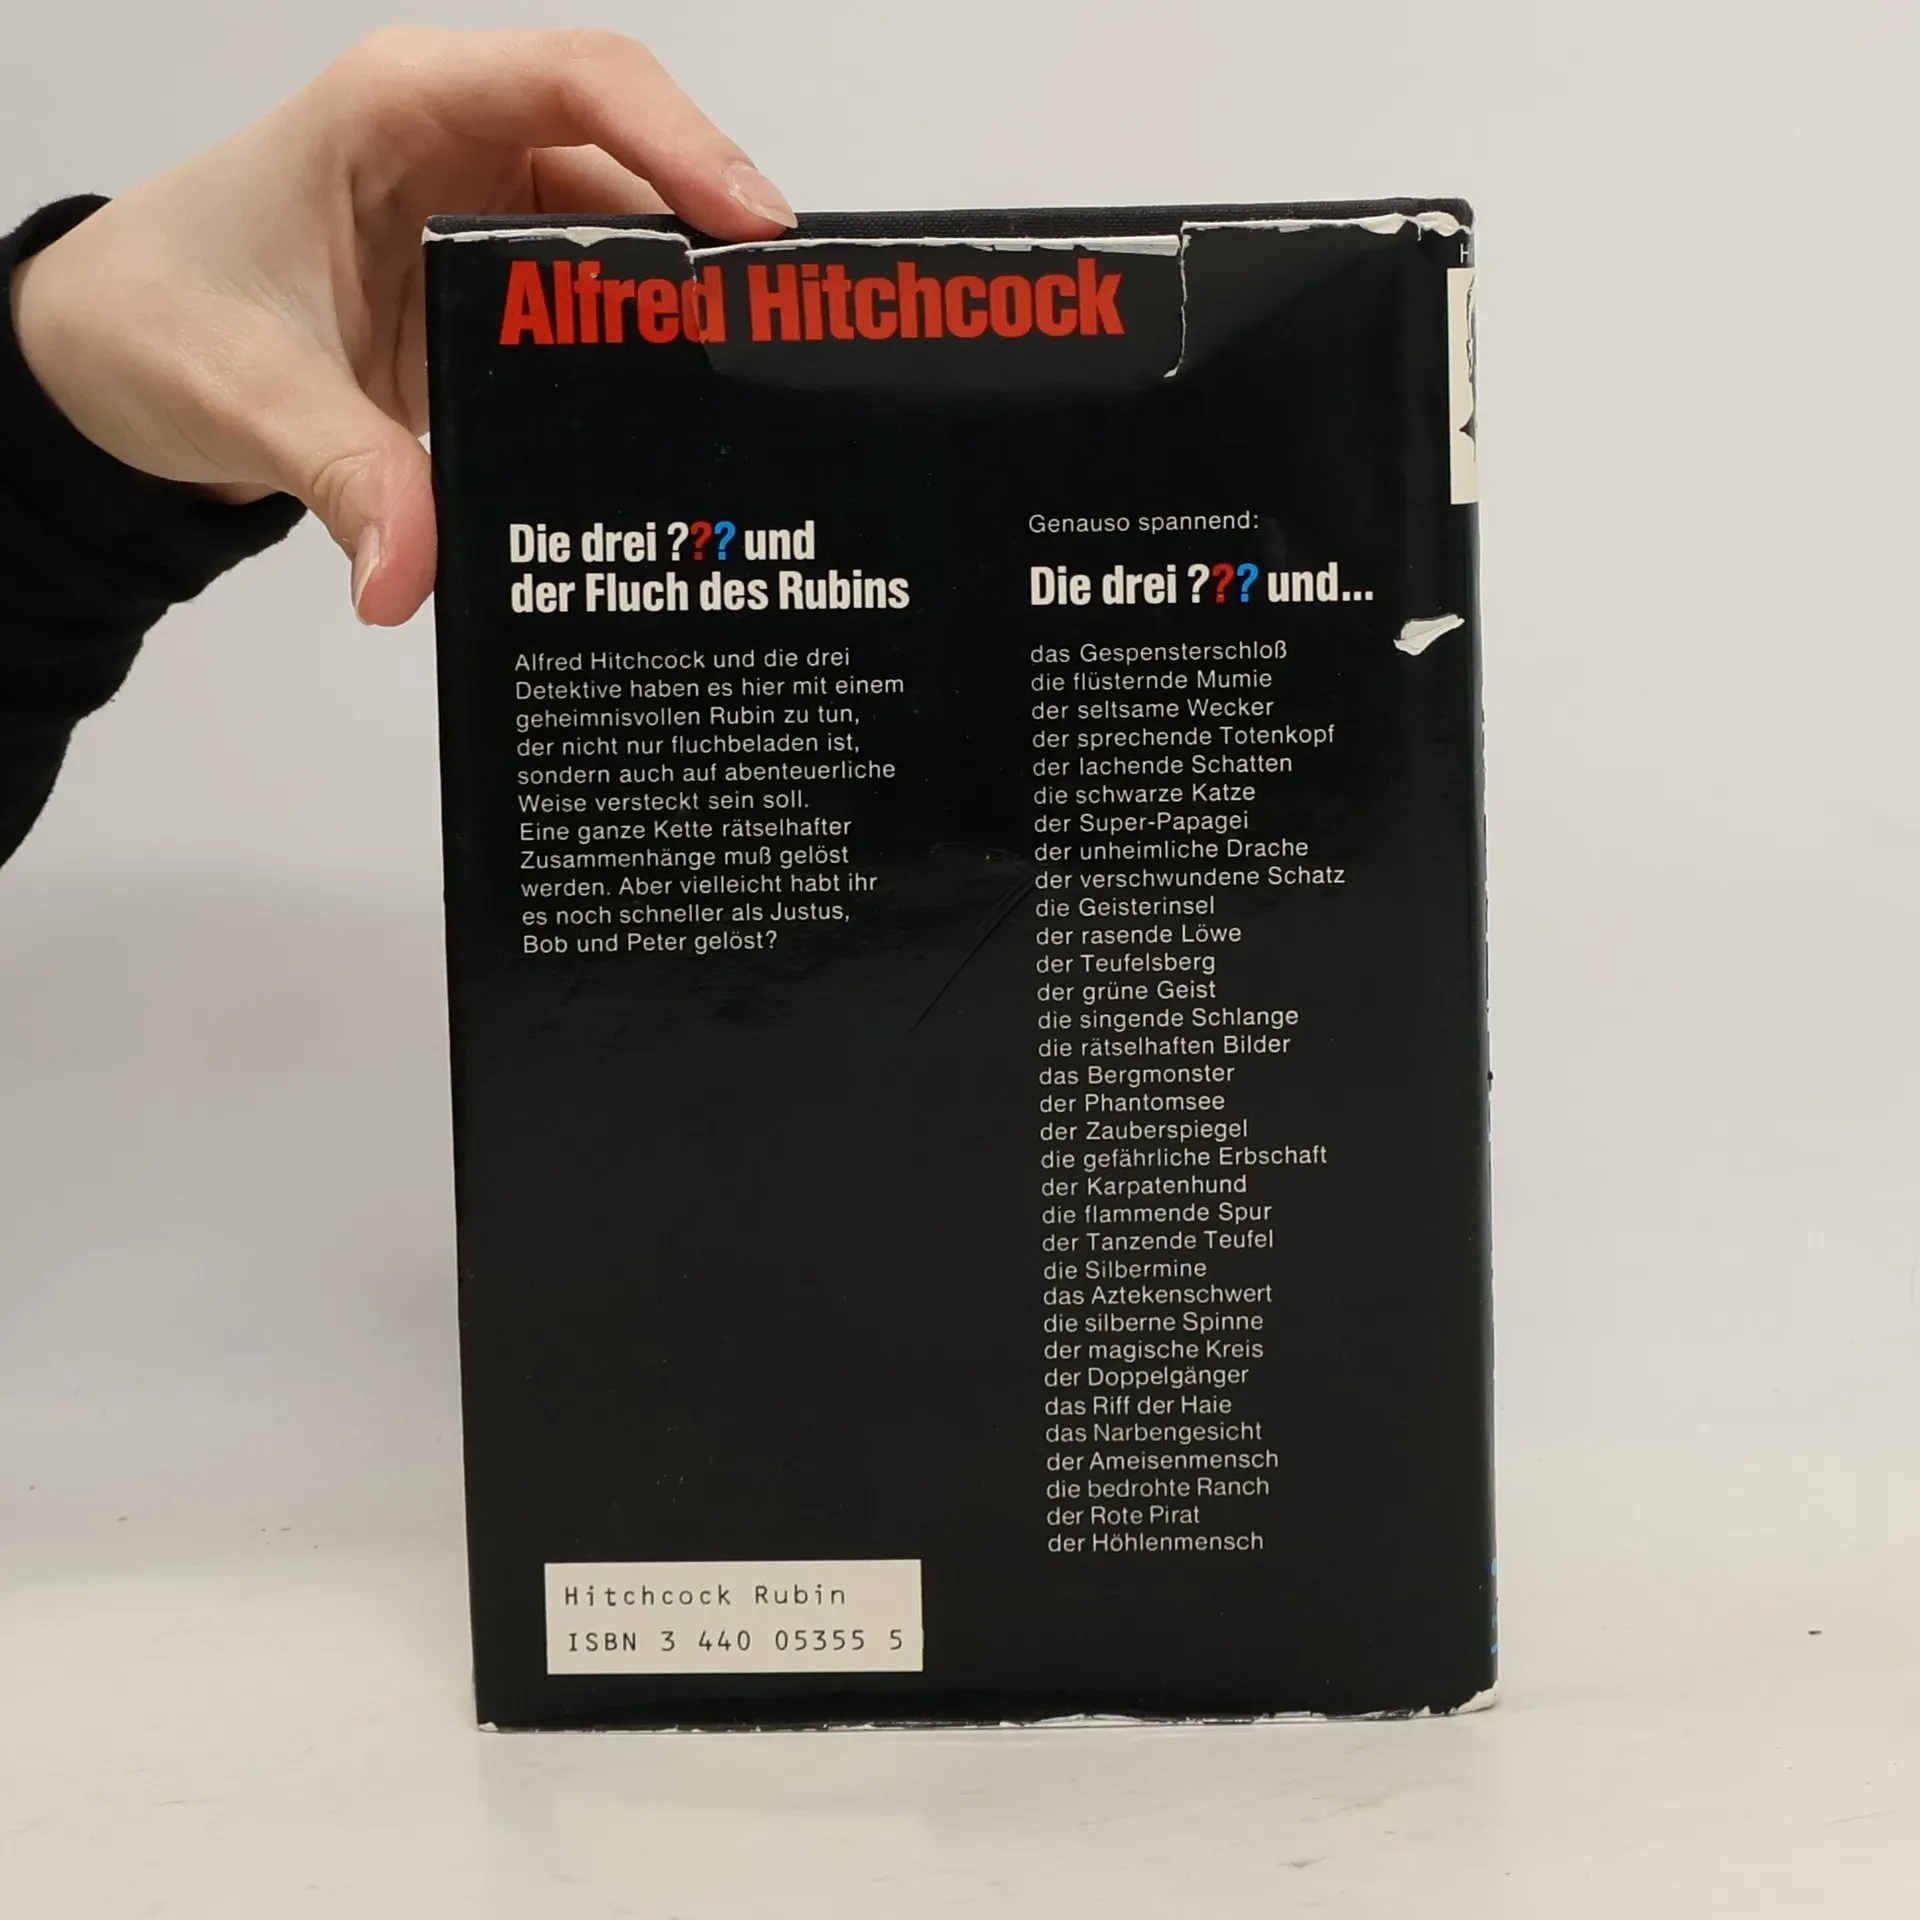 Alfred Hitchcock
Die drei ??? und
der Fluch des Rubins
Alfred Hitchcock und die drei
Detektive haben es hier mit einem
geheimnisvollen Rubin zu tun,
der nicht nur fluchbeladen ist,
sondern auch auf abenteuerliche
Weise versteckt sein soll.
Eine ganze Kette rätselhafter
Zusammenhänge muß gelöst
werden. Aber vielleicht habt ihr
es noch schneller als Justus,
Bob und Peter gelöst?
Genauso spannend:
Die drei ??? und...
das Gespensterschloß
die flüsternde Mumie
der seltsame Wecker
der sprechende Totenkopf
der lachende Schatten
die schwarze Katze
der Super-Papagei
der unheimliche Drache
der verschwundene Schatz
die Geisterinsel
der rasende Löwe
der Teufelsberg
der grüne Geist
die singende Schlange
die rätselhaften Bilder
das Bergmonster
der Phantomsee
der Zauberspiegel
die gefährliche Erbschaft
der Karpatenhund
die flammende Spur
der Tanzende Teufel
die Silbermine
das Aztekenschwert
die silberne Spinne
der magische Kreis
der Doppelgänger
das Riff der Haie
das Narbengesicht
der Ameisenmensch
die bedrohte Ranch
der Rote Pirat
der Höhlenmensch
Hitchcock Rubin
ISBN 3 440 05355 5